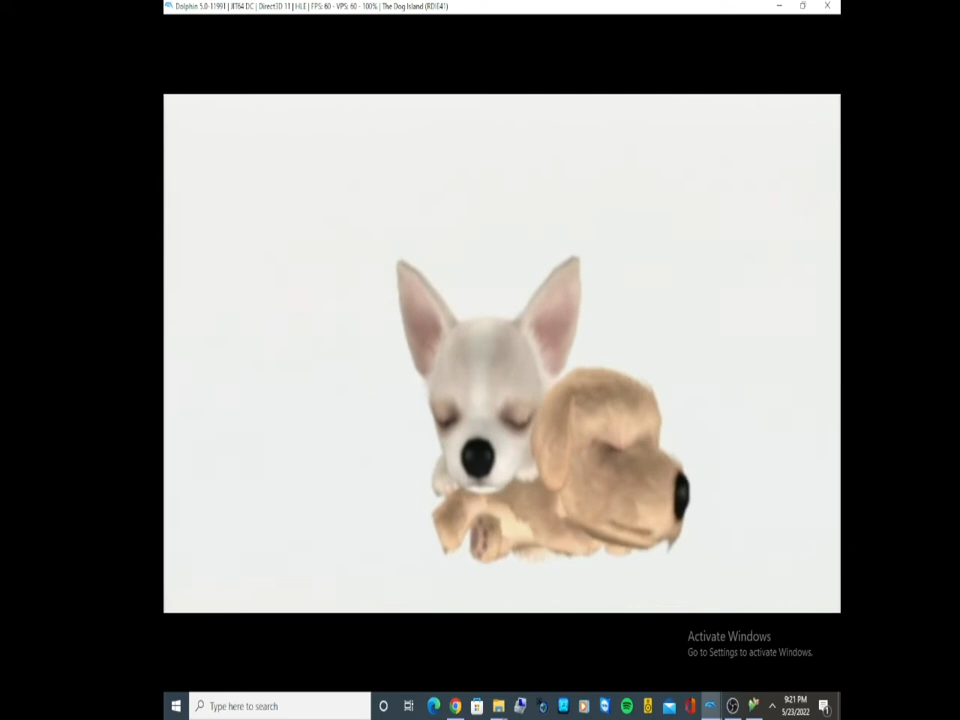 Dolphin 5.0-11991 | JIT64 DC | Direct3D 11 | HLE | FPS: 60 - VPS: 60 - 100% | The Dog Island (RDIE41)
Activate Windows
Go to Settings to activate Windows.
Type here to search
9:21 PM
5/23/2022
1